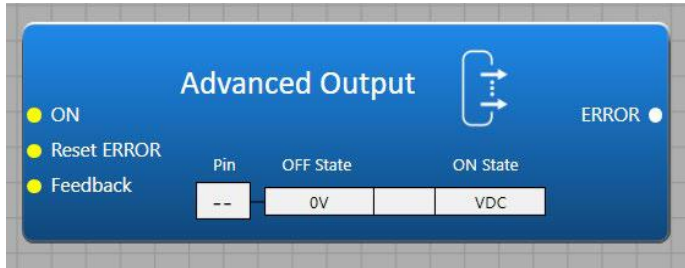 Advanced Output
ON
ERROR
Reset ERROR
Feedback
Pin OFF State ON State
-- 0V VDC